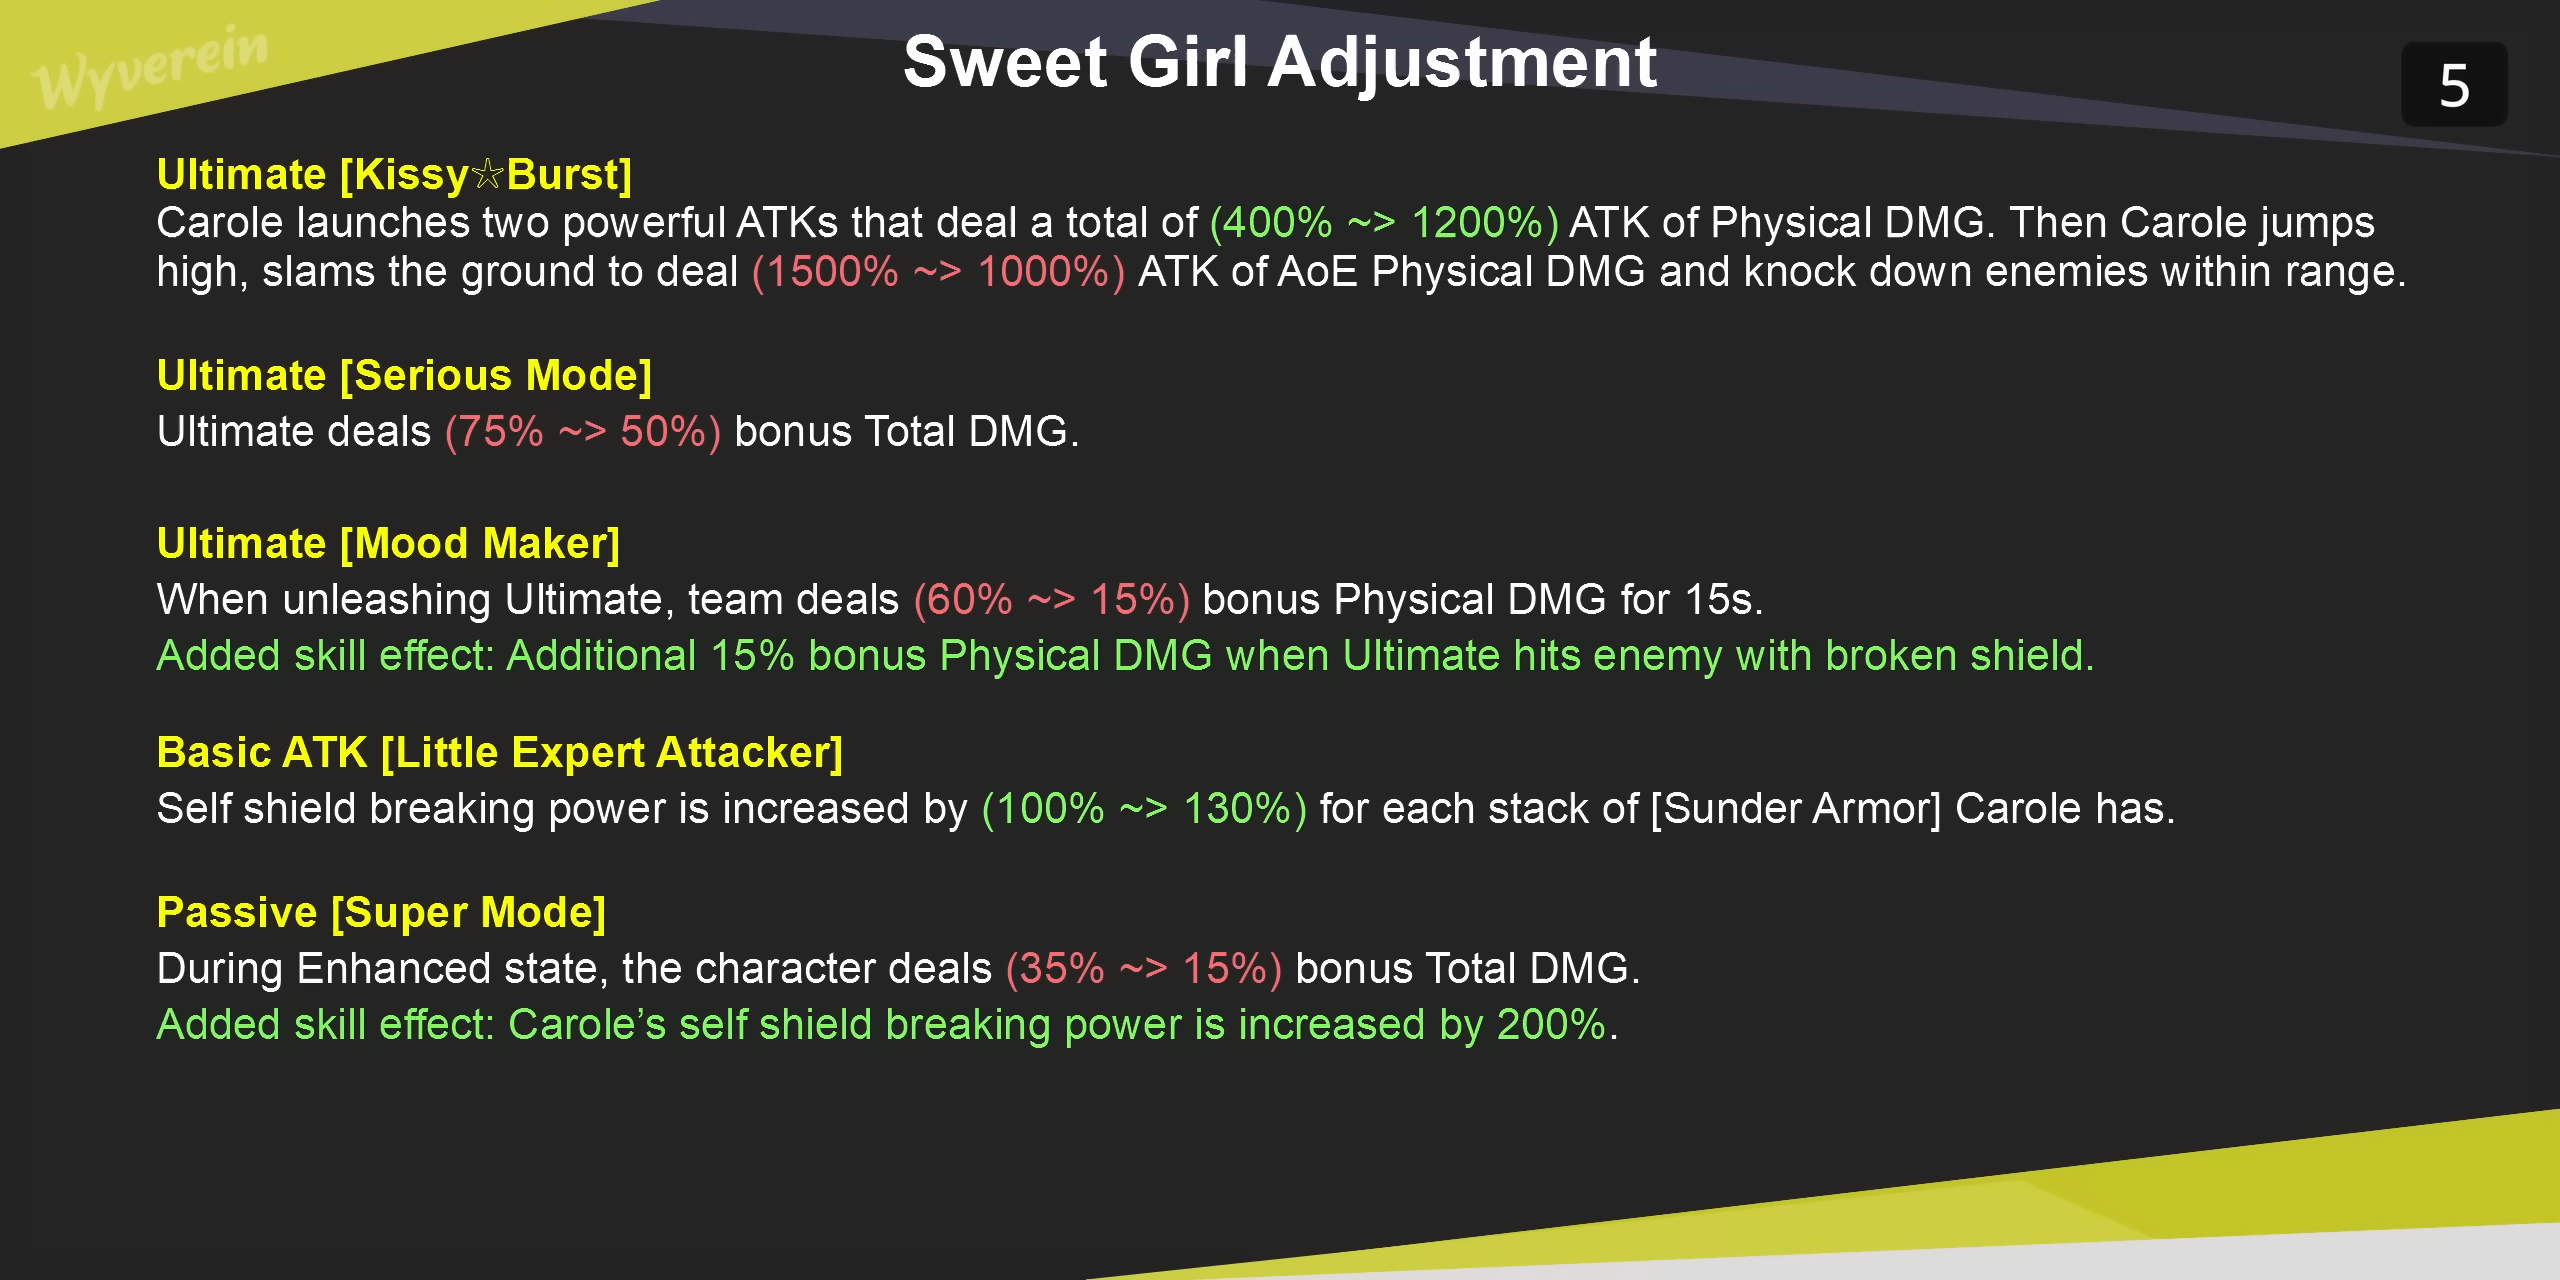 Wyverein
Sweet Girl Adjustment
5
Ultimate [Kissy☆Burst]
Carole launches two powerful ATKs that deal a total of (400% ~> 1200%) ATK of Physical DMG. Then Carole jumps
high, slams the ground to deal (1500% ~> 1000%) ATK of AoE Physical DMG and knock down enemies within range.
Ultimate [Serious Mode]
Ultimate deals (75% ~> 50%) bonus Total DMG.
Ultimate [Mood Maker]
When unleashing Ultimate, team deals (60% ~> 15%) bonus Physical DMG for 15s.
Added skill effect: Additional 15% bonus Physical DMG when Ultimate hits enemy with broken shield.
Basic ATK [Little Expert Attacker]
Self shield breaking power is increased by (100% ~> 130%) for each stack of [Sunder Armor] Carole has.
Passive [Super Mode]
During Enhanced state, the character deals (35% ~> 15%) bonus Total DMG.
Added skill effect: Carole’s self shield breaking power is increased by 200%.